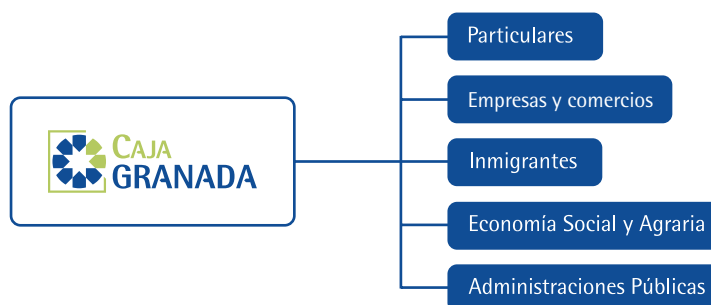 CAJA
GRANADA
Particulares
Empresas y comercios
Inmigrantes
Economía Social y Agraria
Administraciones Públicas